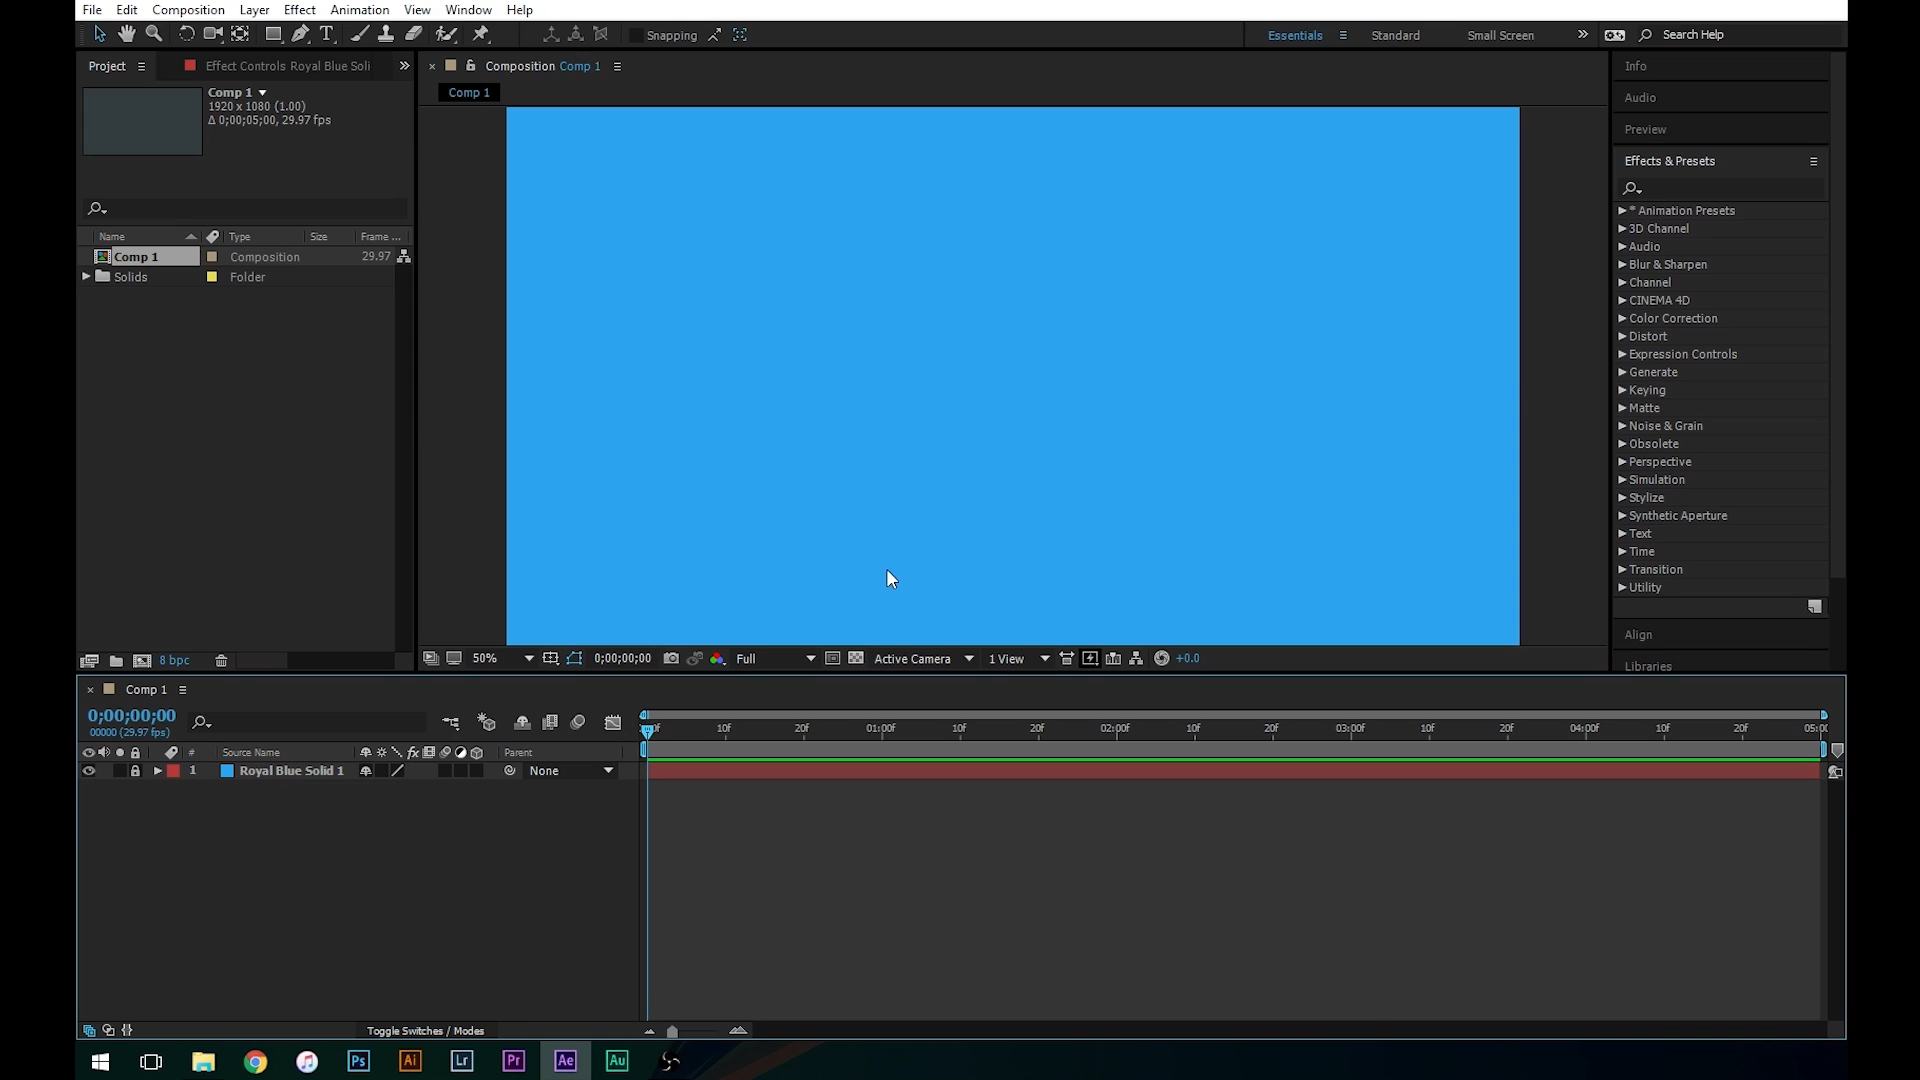 File Edit Composition Layer Effect Animation View Window Help
Snapping Essentials Standard Small Screen Search Help
Project Effect Controls Royal Blue Soli
Composition Comp 1
Comp 1
Comp 1
1920 x 1080 (1.00)
Δ 0;00;05;00, 29.97 fps
Name Type Size Frame ...
Comp 1 Composition 29.97
Solids Folder
8 bpc
50% 0;00;00;00 Full Active Camera 1 View +0.0
Info
Audio
Preview
Effects & Presets
* Animation Presets
3D Channel
Audio
Blur & Sharpen
Channel
CINEMA 4D
Color Correction
Distort
Expression Controls
Generate
Keying
Matte
Noise & Grain
Obsolete
Perspective
Simulation
Stylize
Synthetic Aperture
Text
Time
Transition
Utility
Align
Libraries
Comp 1
0;00;00;00
00000 (29.97 fps)
10f 20f 01:00f 10f 20f 02:00f 10f 20f 03:00f 10f 20f 04:00f 10f 20f
# Source Name fx Parent
1 Royal Blue Solid 1 None
Toggle Switches / Modes
Ps Ai Lr Pr Ae Au